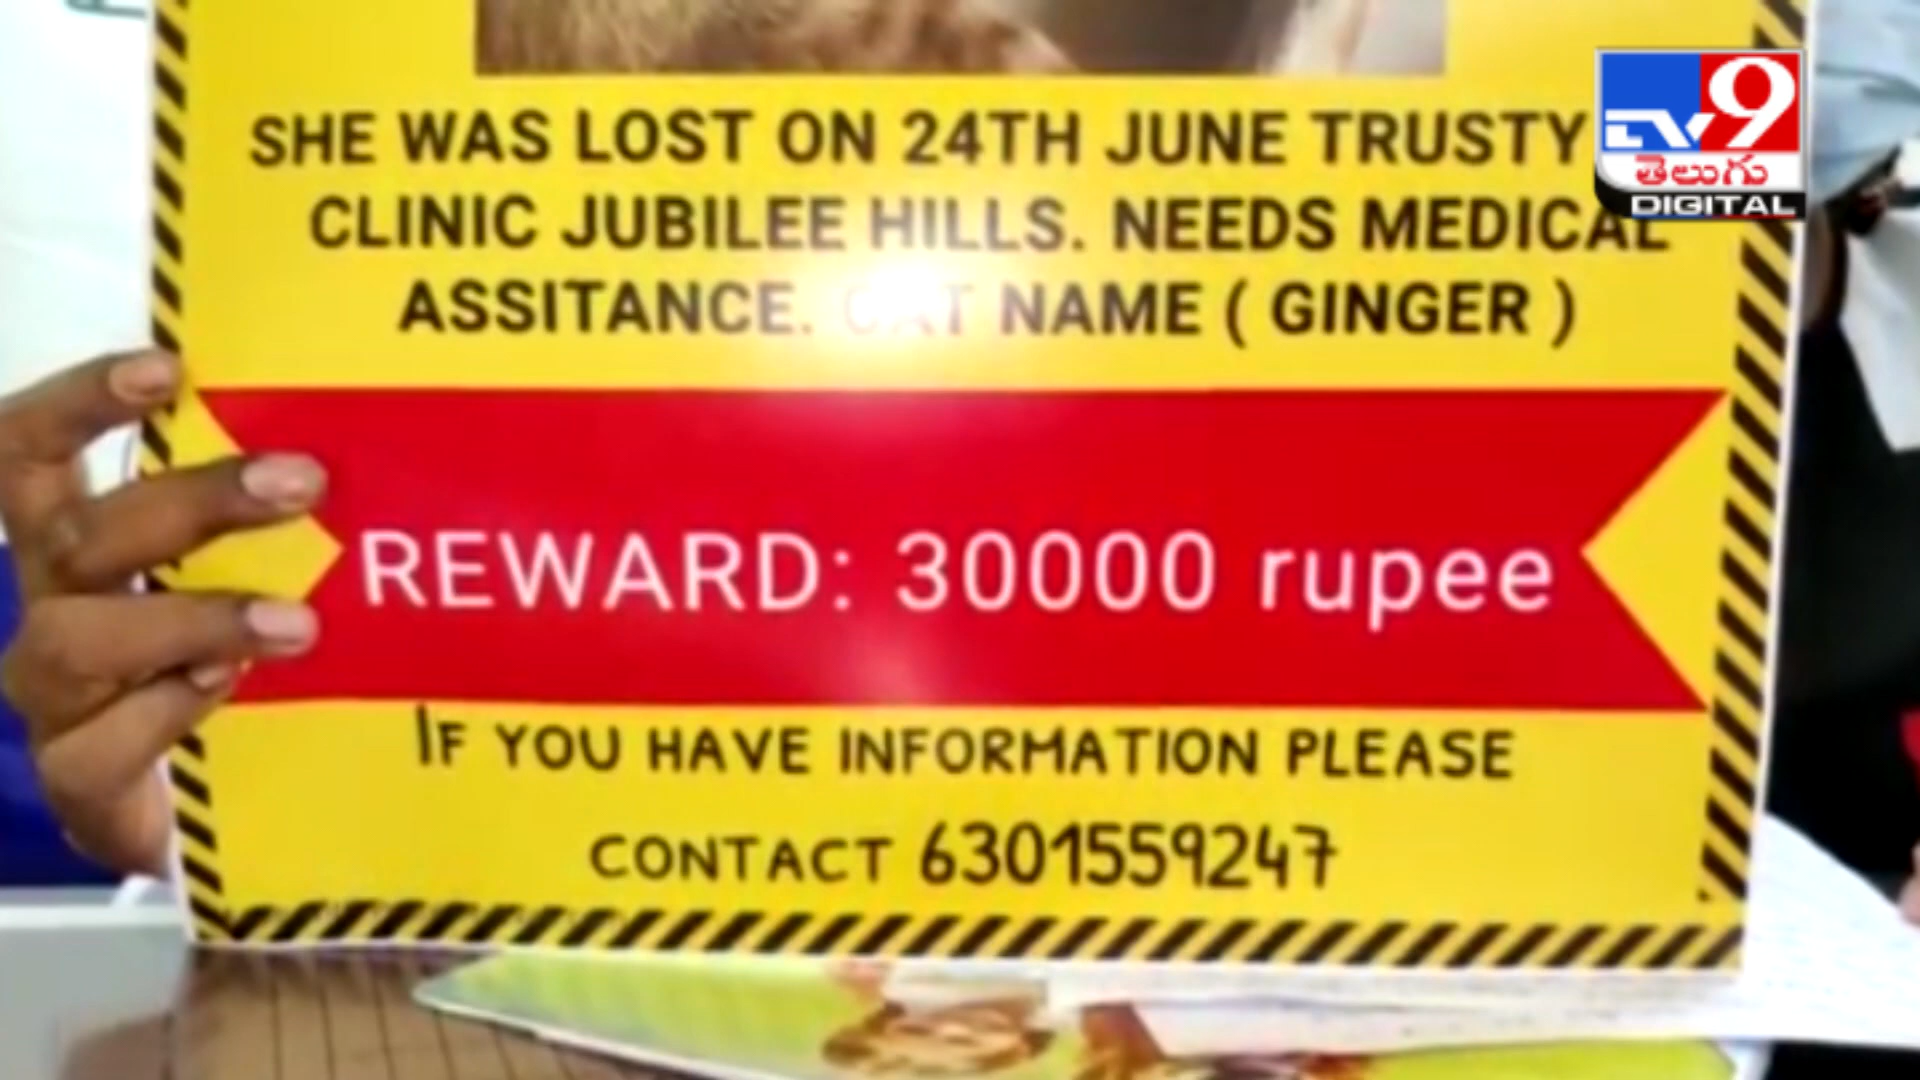 SHE WAS LOST ON 24TH JUNE TRUSTY
CLINIC JUBILEE HILLS. NEEDS MEDICAL
ASSITANCE. CAT NAME ( GINGER )
REWARD: 30000 rupee
IF YOU HAVE INFORMATION PLEASE
CONTACT 6301559247
TV9
తెలుగు
DIGITAL